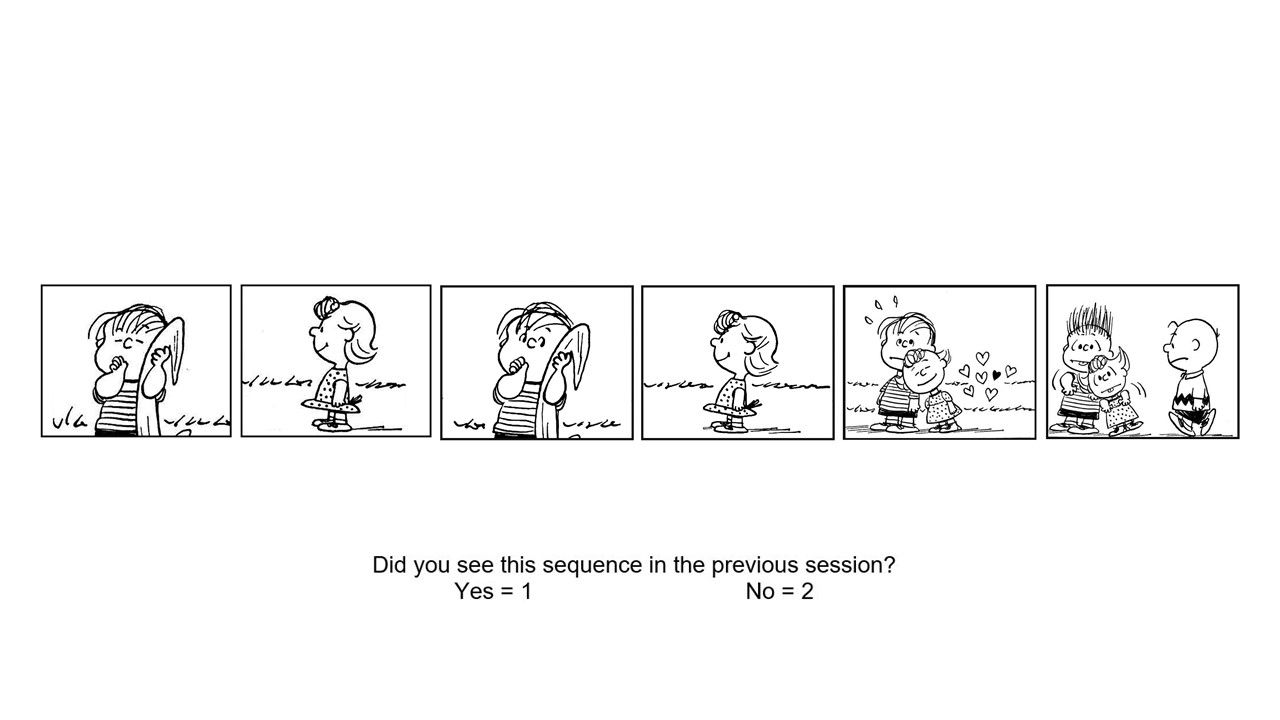 Did you see this sequence in the previous session?
Yes = 1 No = 2